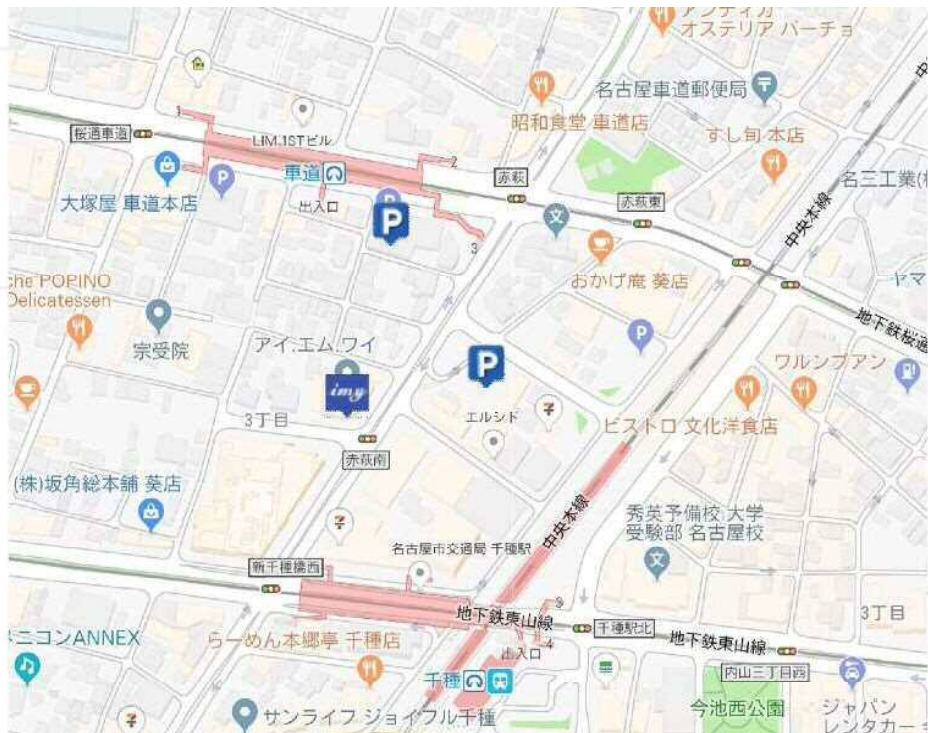 アンティカ
オステリア バーチョ
名古屋車道郵便局
昭和食堂 車道店
すし旬 本店
1
桜通車道
LIM.1STビル
2
車道
赤萩
名三工業(
大塚屋 車道本店
P
出入口
P
赤萩東
中央本線
P
文
3
che POPINO
Delicatessen
おかげ庵 葵店
ヤマ
地下鉄桜通
宗受院
アイ.エム.ワイ
P
P
ワルンプアン
imy
エルシド
3丁目
ビストロ 文化洋食店
赤萩南
(株)坂角総本舗 葵店
中央本線
秀英予備校 大学
受験部 名古屋校
文
名古屋市交通局 千種駅
新千種橋西
地下鉄東山線
3
千種駅北
3丁目
ニコンANNEX
らーめん本郷亭 千種店
出入口
4
地下鉄東山線
千種
内山三丁目西
サンライフ ジョイフル千種
今池西公園
ジャパン
レンタカー